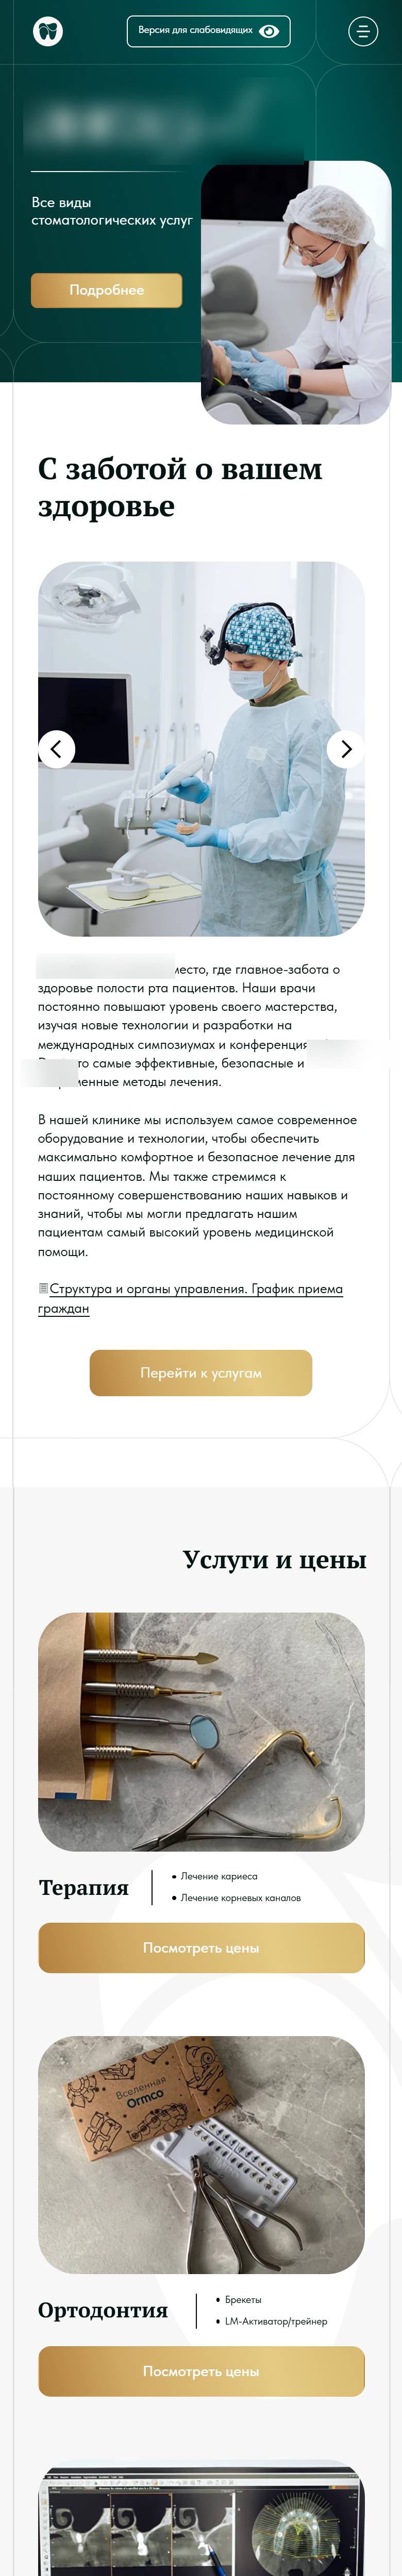 Версия для слабовидящих
Все виды
стоматологических услуг
Подробнее
С заботой о вашем
здоровье
место, где главное-забота о
здоровье полости рта пациентов. Наши врачи
постоянно повышают уровень своего мастерства,
изучая новые технологии и разработки на
международных симпозиумах и
самые эффективные, безопасные и
методы лечения.
В нашей клинике мы используем самое современное
оборудование и технологии, чтобы обеспечить
максимально комфортное и безопасное лечение для
наших пациентов. Мы также стремимся к
постоянному совершенствованию наших навыков и
знаний, чтобы мы могли предлагать нашим
пациентам самый высокий уровень медицинской
помощи.
Структура и органы управления. График приема
граждан
Перейти к услугам
Услуги и цены
Терапия
Лечение кариеса
Лечение корневых каналов
Посмотреть цены
Вселенная
Ormco
Ортодонтия
Брекеты
LM-Активатор/трейнер
Посмотреть цены